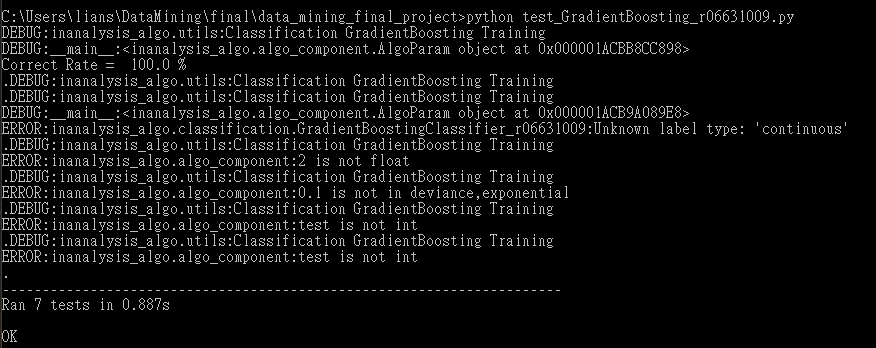 C:\Users\lians\DataMining\final\data_mining_final_project>python test_GradientBoosting_r06631009.py
DEBUG:inanalysis_algo.utils:Classification GradientBoosting Training
DEBUG:__main__:<inanalysis_algo.algo_component.AlgoParam object at 0x000001ACBB8CC898>
Correct Rate =  100.0 %
.DEBUG:inanalysis_algo.utils:Classification GradientBoosting Training
.DEBUG:inanalysis_algo.utils:Classification GradientBoosting Training
DEBUG:__main__:<inanalysis_algo.algo_component.AlgoParam object at 0x000001ACB9A089E8>
ERROR:inanalysis_algo.classification.GradientBoostingClassifier_r06631009:Unknown label type: 'continuous'
.DEBUG:inanalysis_algo.utils:Classification GradientBoosting Training
ERROR:inanalysis_algo.algo_component:2 is not float
.DEBUG:inanalysis_algo.utils:Classification GradientBoosting Training
ERROR:inanalysis_algo.algo_component:0.1 is not in deviance,exponential
.DEBUG:inanalysis_algo.utils:Classification GradientBoosting Training
ERROR:inanalysis_algo.algo_component:test is not int
.DEBUG:inanalysis_algo.utils:Classification GradientBoosting Training
ERROR:inanalysis_algo.algo_component:test is not int
.
----------------------------------------------------------------------
Ran 7 tests in 0.887s
OK